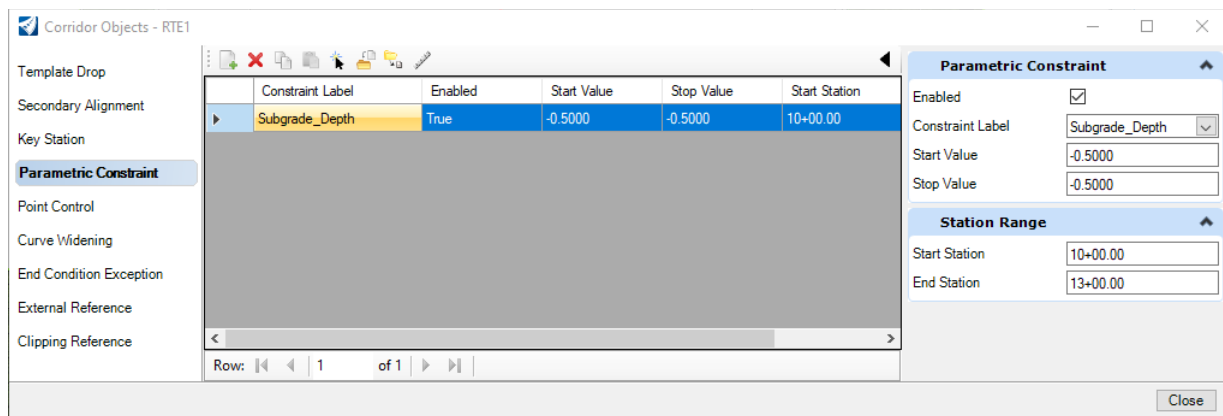 Corridor Objects - RTE1
Template Drop
Secondary Alignment
Key Station
Parametric Constraint
Point Control
Curve Widening
End Condition Exception
External Reference
Clipping Reference
Constraint Label Enabled Start Value Stop Value Start Station
Subgrade_Depth True -0.5000 -0.5000 10+00.00
Row: 1 of 1
Parametric Constraint
Enabled
Constraint Label Subgrade_Depth
Start Value -0.5000
Stop Value -0.5000
Station Range
Start Station 10+00.00
End Station 13+00.00
Close